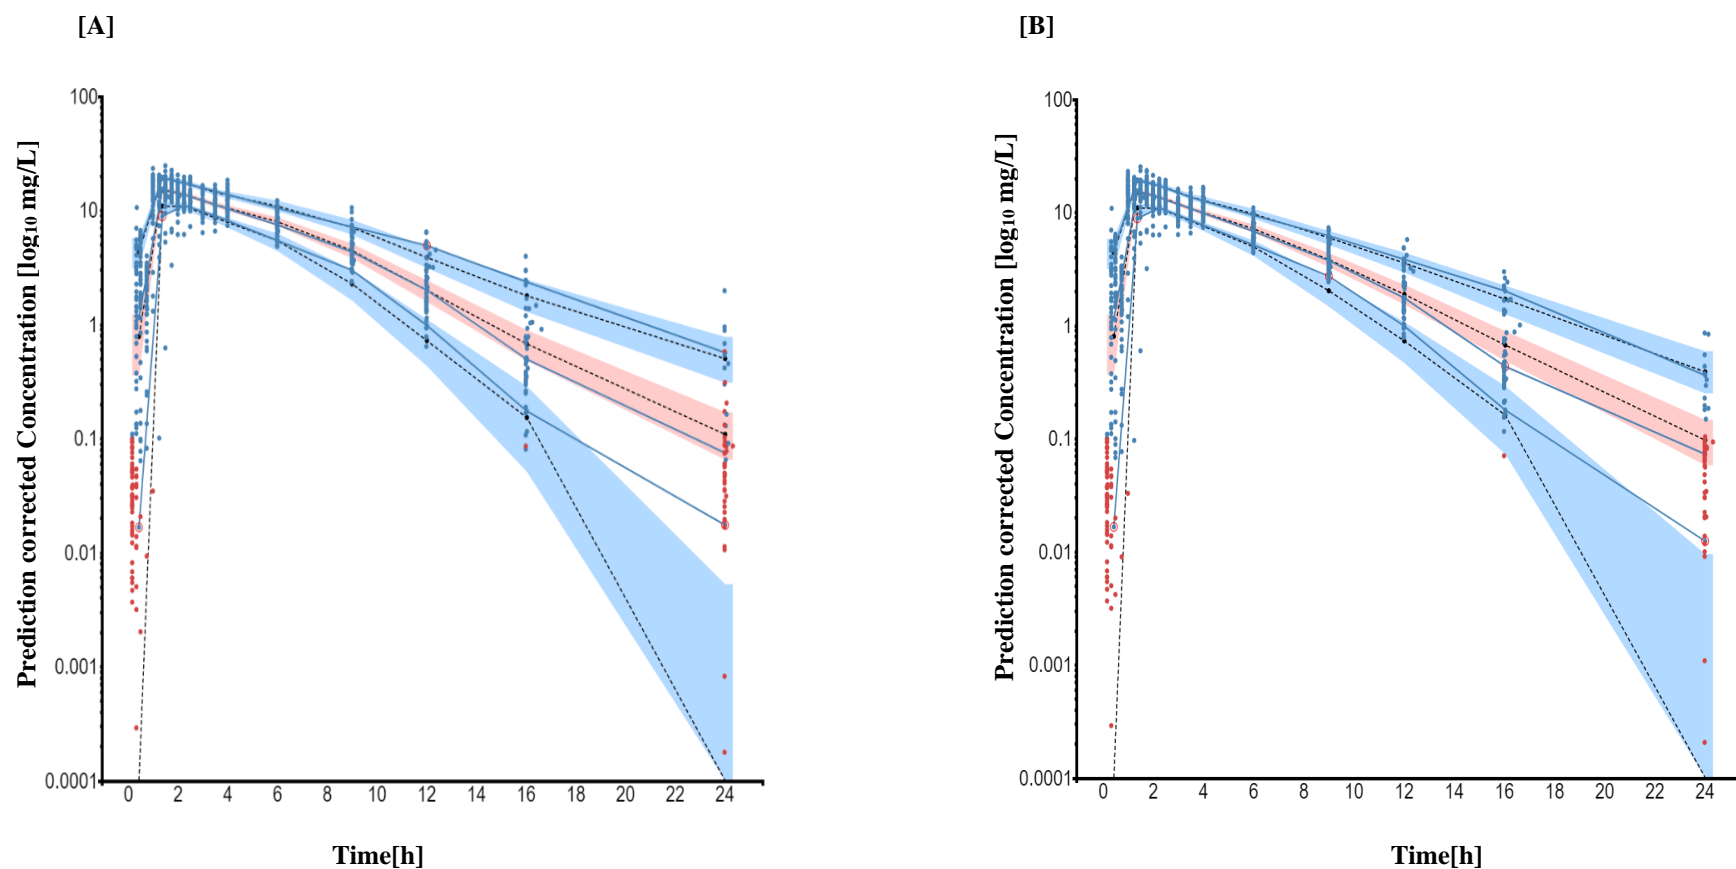 [A]
[B]
Prediction corrected Concentration [log₁₀ mg/L]
100
10
1
0.1
0.01
0.001
0.0001
0 2 4 6 8 10 12 14 16 18 20 22 24
Time[h]
Prediction corrected Concentration [log₁₀ mg/L]
100
10
1
0.1
0.01
0.001
0.0001
0 2 4 6 8 10 12 14 16 18 20 22 24
Time[h]